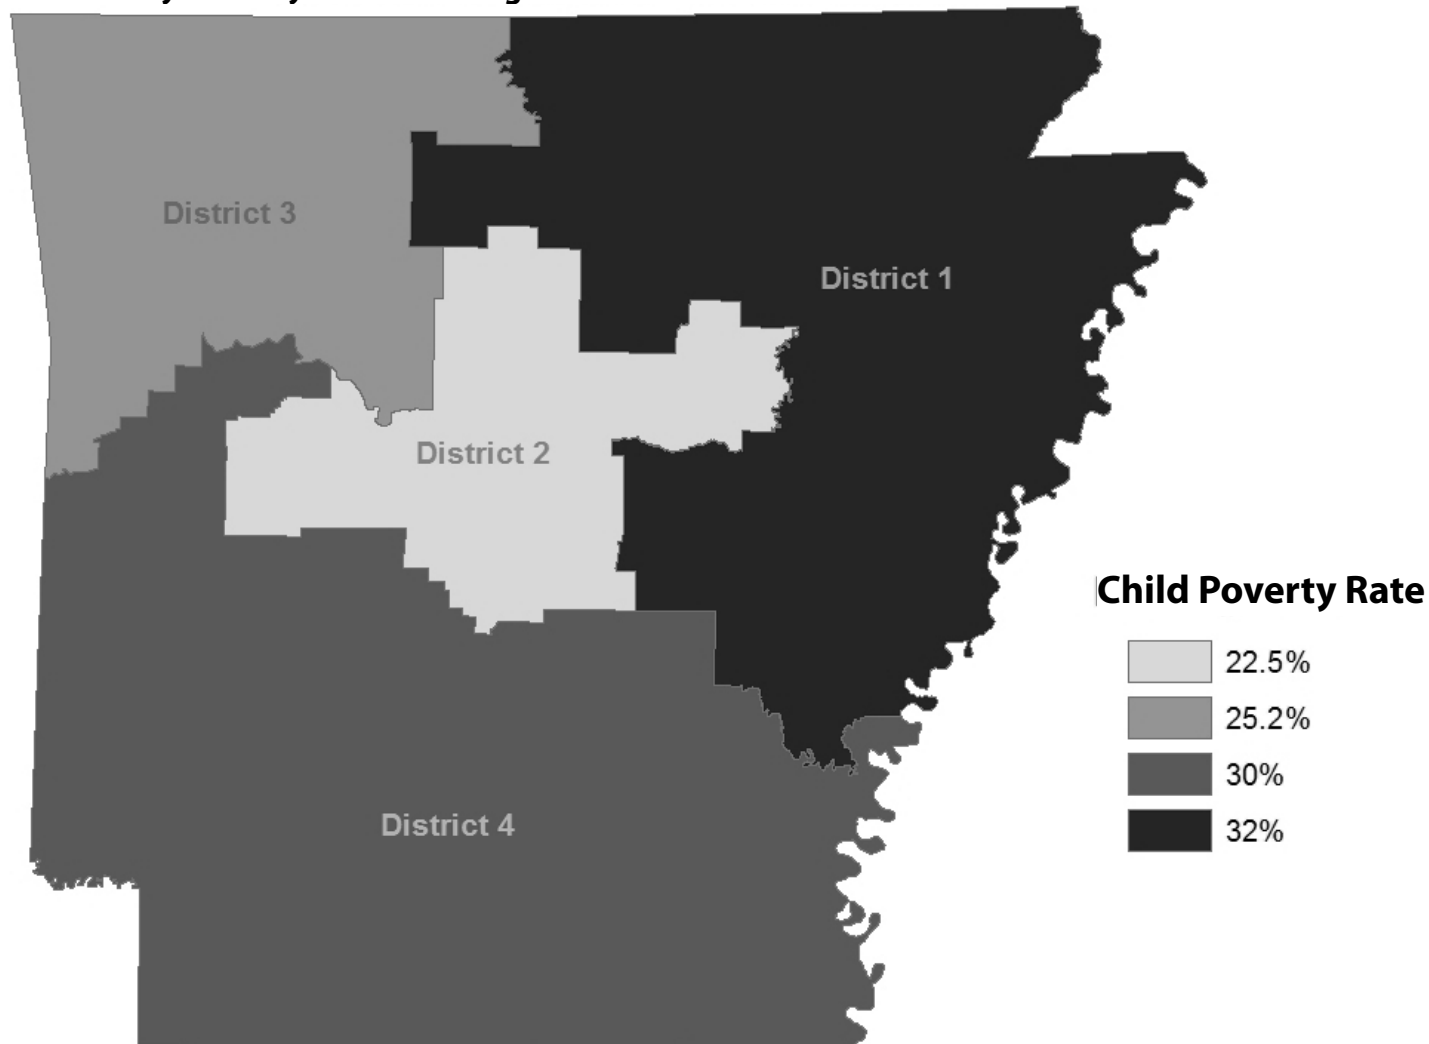 District 3
District 1
District 2
District 4
Child Poverty Rate
22.5%
25.2%
30%
32%